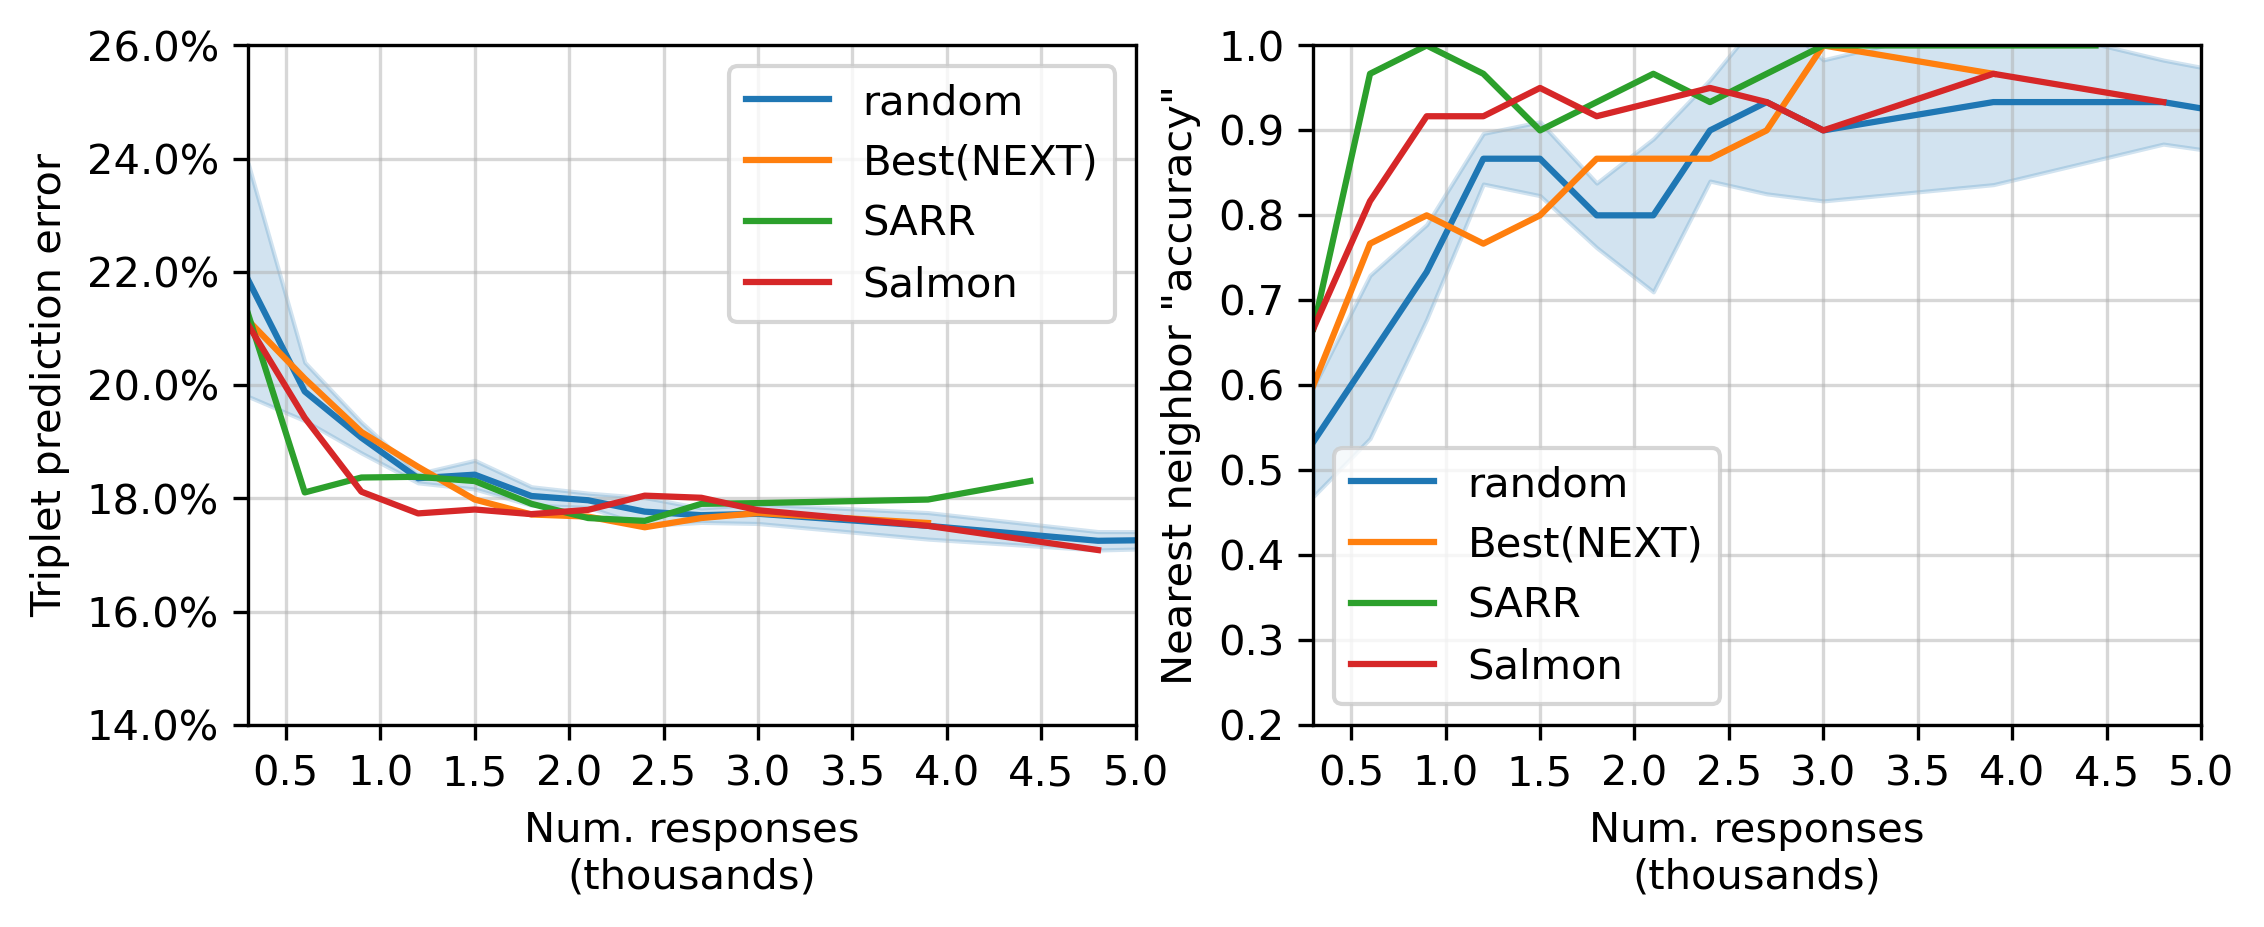 26.0%
24.0%
22.0%
20.0%
18.0%
16.0%
14.0%
Triplet prediction error
random
Best(NEXT)
SARR
Salmon
0.5 1.0 1.5 2.0 2.5 3.0 3.5 4.0 4.5 5.0
Num. responses
(thousands)
1.0
0.9
0.8
0.7
0.6
0.5
0.4
0.3
0.2
Nearest neighbor "accuracy"
random
Best(NEXT)
SARR
Salmon
0.5 1.0 1.5 2.0 2.5 3.0 3.5 4.0 4.5 5.0
Num. responses
(thousands)